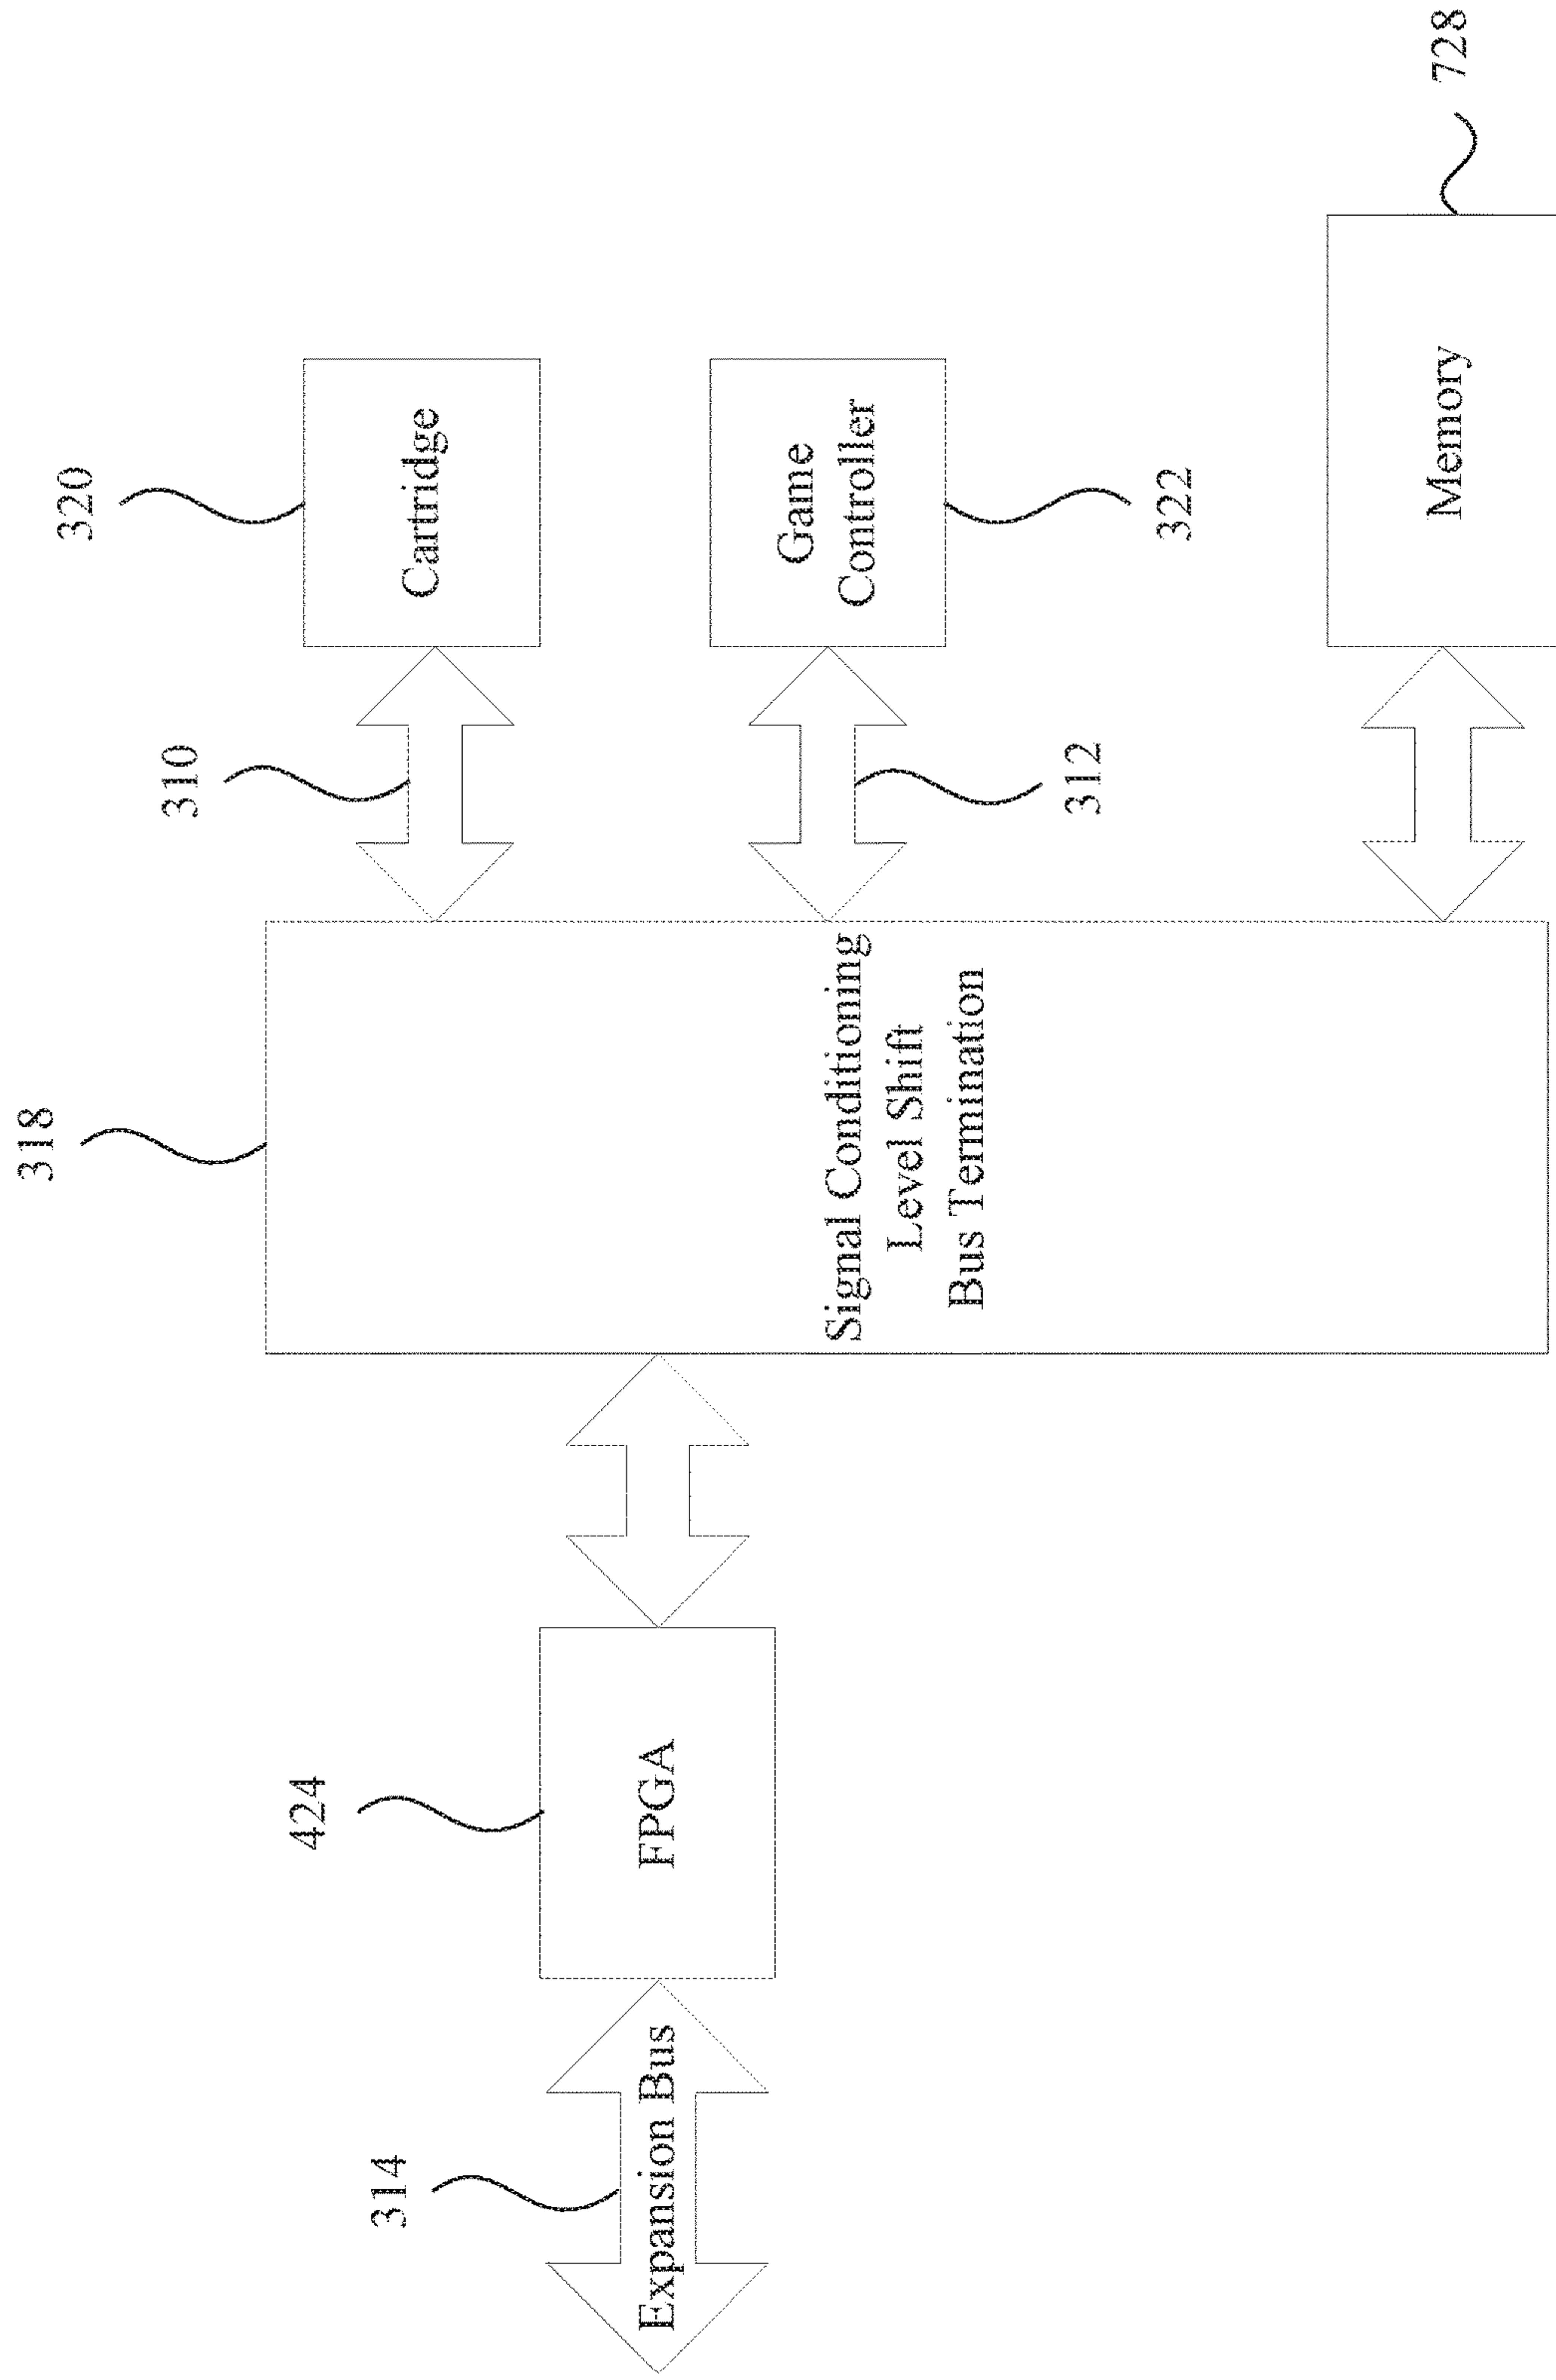 318
320
Cartridge
310
424
314
Expansion Bus
FPGA
Signal Conditioning
Level Shift
Bus Termination
Game
Controller
312
322
Memory
728